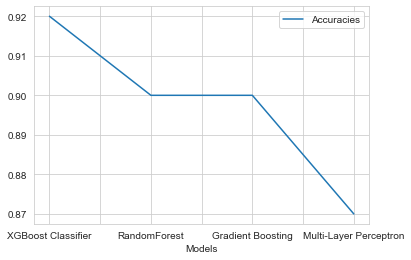 Accuracies
0.92
0.91
0.90
0.89
0.88
0.87
XGBoost Classifier RandomForest Gradient Boosting Multi-Layer Perceptron
Models